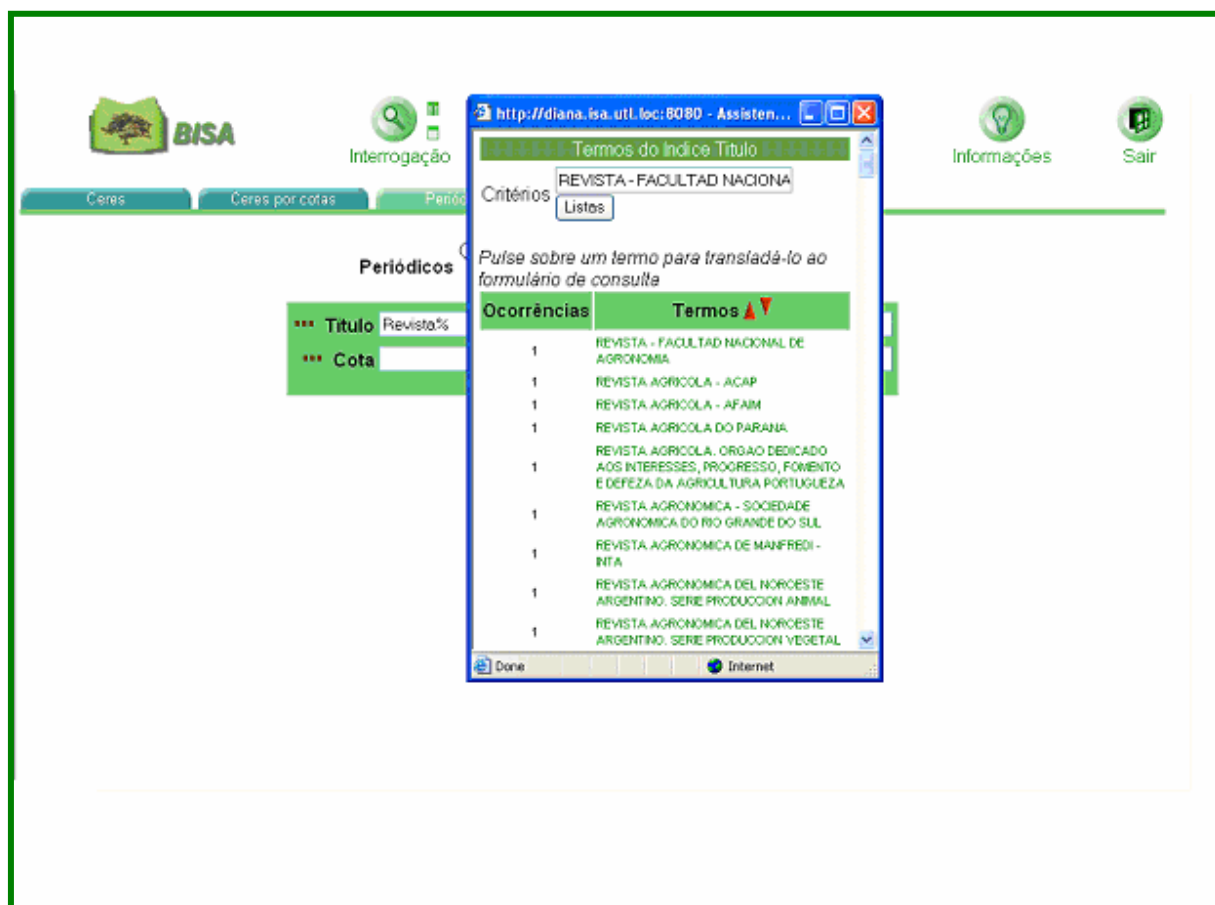 BISA
Interrogação
Informações
Sair
Ceres
Ceres por cotas
Periódicos
Titulo Revista%
Cota
http://diana.isa.utl.loc:8080 - Assisten...
Termos do Indice Titulo
Critérios REVISTA - FACULTAD NACIONA
Listas
Pulse sobre um termo para transladá-lo ao
formulário de consulta
Ocorrências Termos
1 REVISTA - FACULTAD NACIONAL DE
AGRONOMIA
1 REVISTA AGRICOLA - ACAP
1 REVISTA AGRICOLA - AFAIM
1 REVISTA AGRICOLA DO PARANA
1 REVISTA AGRICOLA. ORGAO DEDICADO
AOS INTERESSES, PROGRESSO, FOMENTO
E DEFEZA DA AGRICULTURA PORTUGUEZA
1 REVISTA AGRONOMICA - SOCIEDADE
AGRONOMICA DO RIO GRANDE DO SUL
1 REVISTA AGRONOMICA DE MANFREDI -
INTA
1 REVISTA AGRONOMICA DEL NOROESTE
ARGENTINO. SERIE PRODUCCION ANIMAL
1 REVISTA AGRONOMICA DEL NOROESTE
ARGENTINO. SERIE PRODUCCION VEGETAL
Done Internet